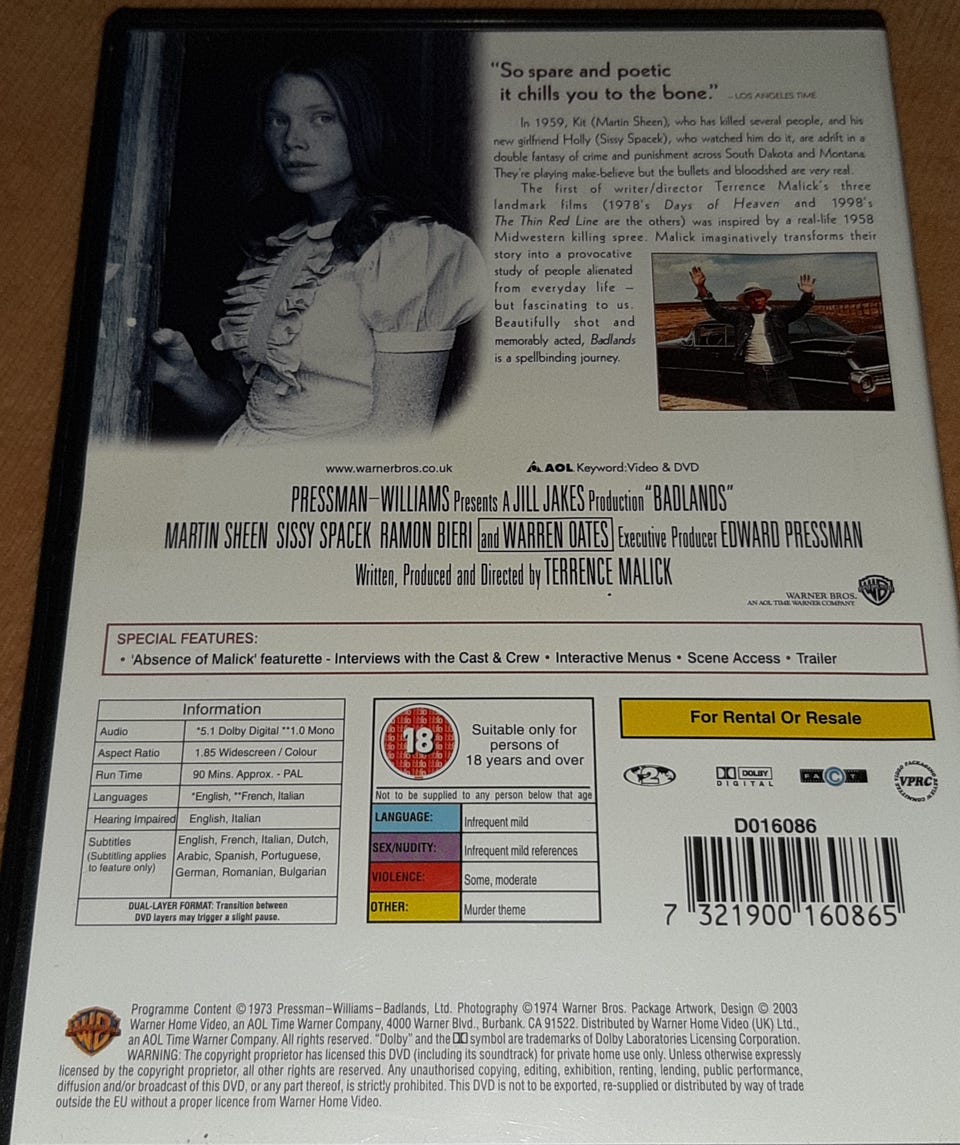 “So spare and poetic
it chills you to the bone.” – LOS ANGELES TIME
In 1959, Kit (Martin Sheen), who has killed several people, and his
new girlfriend Holly (Sissy Spacek), who watched him do it, are adrift in a
double fantasy of crime and punishment across South Dakota and Montana.
They're playing make-believe but the bullets and bloodshed are very real.
The first of writer/director Terrence Malick's three
landmark films (1978's Days of Heaven and 1998's
The Thin Red Line are the others) was inspired by a real-life 1958
Midwestern killing spree. Malick imaginatively transforms their
story into a provocative
study of people alienated
from everyday life –
but fascinating to us.
Beautifully shot and
memorably acted, Badlands
is a spellbinding journey.
www.warnerbros.co.uk AOL Keyword: Video & DVD
PRESSMAN–WILLIAMS Presents A JILL JAKES Production “BADLANDS”
MARTIN SHEEN SISSY SPACEK RAMON BIERI and WARREN OATES Executive Producer EDWARD PRESSMAN
Written, Produced and Directed by TERRENCE MALICK
WARNER BROS.
AN AOL TIME WARNER COMPANY
SPECIAL FEATURES:
• 'Absence of Malick' featurette - Interviews with the Cast & Crew • Interactive Menus • Scene Access • Trailer
Information
Audio *5.1 Dolby Digital **1.0 Mono
Aspect Ratio 1.85 Widescreen / Colour
Run Time 90 Mins. Approx. - PAL
Languages *English, **French, Italian
Hearing Impaired English, Italian
Subtitles English, French, Italian, Dutch,
(Subtitling applies Arabic, Spanish, Portuguese,
to feature only) German, Romanian, Bulgarian
DUAL-LAYER FORMAT: Transition between
DVD layers may trigger a slight pause.
18
Suitable only for
persons of
18 years and over
Not to be supplied to any person below that age
LANGUAGE: Infrequent mild
SEX/NUDITY: Infrequent mild references
VIOLENCE: Some, moderate
OTHER: Murder theme
For Rental Or Resale
2
DOLBY
DIGITAL
FACT
VPRC
D016086
7 321900 160865
Programme Content © 1973 Pressman–Williams–Badlands, Ltd. Photography ©1974 Warner Bros. Package Artwork, Design © 2003
Warner Home Video, an AOL Time Warner Company, 4000 Warner Blvd., Burbank. CA 91522. Distributed by Warner Home Video (UK) Ltd.,
an AOL Time Warner Company. All rights reserved. “Dolby” and the symbol are trademarks of Dolby Laboratories Licensing Corporation.
WARNING: The copyright proprietor has licensed this DVD (including its soundtrack) for private home use only. Unless otherwise expressly
licensed by the copyright proprietor, all other rights are reserved. Any unauthorised copying, editing, exhibition, renting, lending, public performance,
diffusion and/or broadcast of this DVD, or any part thereof, is strictly prohibited. This DVD is not to be exported, re-supplied or distributed by way of trade
outside the EU without a proper licence from Warner Home Video.